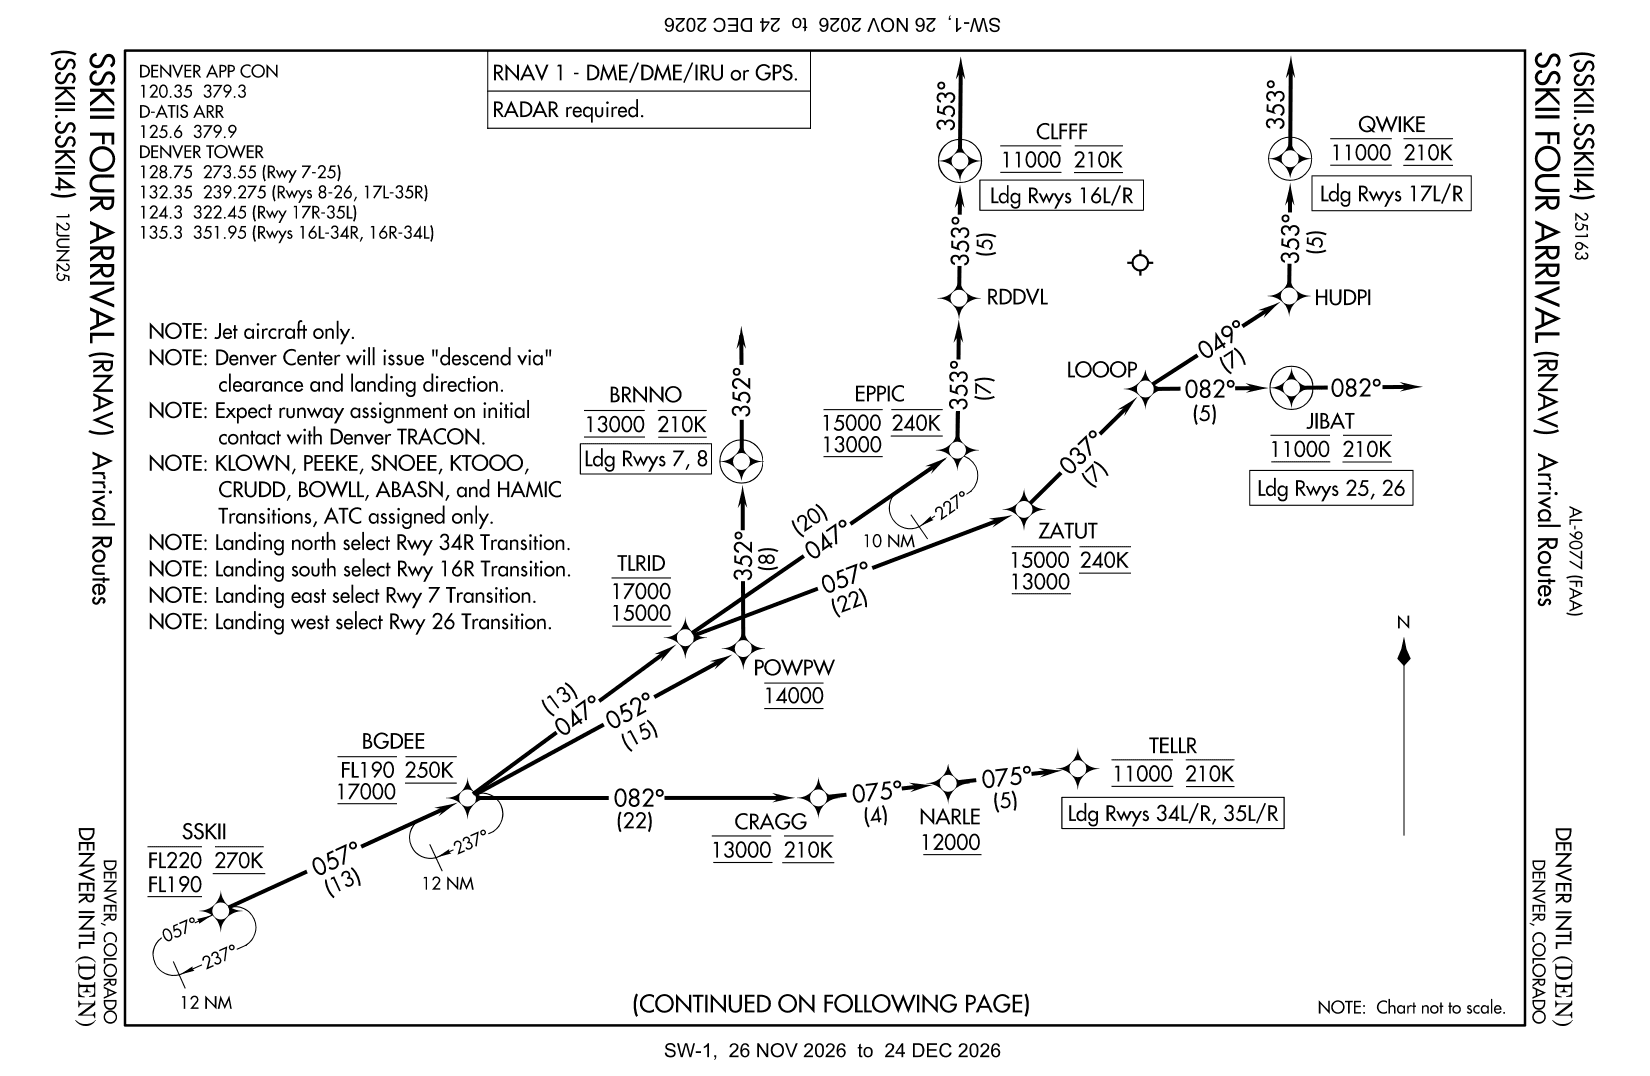 SW-1, 26 NOV 2026 to 24 DEC 2026
(SSKII.SSKII4) 12JUN25
SSKII FOUR ARRIVAL (RNAV) Arrival Routes
DENVER INTL (DEN)
DENVER, COLORADO
DENVER APP CON
120.35 379.3
D-ATIS ARR
125.6 379.9
DENVER TOWER
128.75 273.55 (Rwy 7-25)
132.35 239.275 (Rwys 8-26, 17L-35R)
124.3 322.45 (Rwy 17R-35L)
135.3 351.95 (Rwys 16L-34R, 16R-34L)
RNAV 1 - DME/DME/IRU or GPS.
RADAR required.
NOTE: Jet aircraft only.
NOTE: Denver Center will issue "descend via"
clearance and landing direction.
NOTE: Expect runway assignment on initial
contact with Denver TRACON.
NOTE: KLOWN, PEEKE, SNOEE, KTOOO,
CRUDD, BOWLL, ABASN, and HAMIC
Transitions, ATC assigned only.
NOTE: Landing north select Rwy 34R Transition.
NOTE: Landing south select Rwy 16R Transition.
NOTE: Landing east select Rwy 7 Transition.
NOTE: Landing west select Rwy 26 Transition.
353°
CLFFF
11000 210K
Ldg Rwys 16L/R
353°
(5)
RDDVL
353°
(7)
353°
QWIKE
11000 210K
Ldg Rwys 17L/R
353°
(5)
HUDPI
049°
(7)
LOOOP
082°
(5)
082°
JIBAT
11000 210K
Ldg Rwys 25, 26
037°
(7)
352°
BRNNO
13000 210K
Ldg Rwys 7, 8
352°
(8)
EPPIC
15000 240K
13000
227°
10 NM
(20)
047°
ZATUT
15000 240K
13000
057°
(22)
TLRID
17000
15000
POWPW
14000
(13)
047°
052°
(15)
BGDEE
FL190 250K
17000
237°
12 NM
082°
(22)
CRAGG
13000 210K
075°
(4)
NARLE
12000
075°
(5)
TELLR
11000 210K
Ldg Rwys 34L/R, 35L/R
SSKII
FL220 270K
FL190
057°
(13)
057°
237°
12 NM
N
(CONTINUED ON FOLLOWING PAGE)
NOTE: Chart not to scale.
SSKII FOUR ARRIVAL (RNAV) Arrival Routes
(SSKII.SSKII4) 25163
AL-9077 (FAA)
DENVER INTL (DEN)
DENVER, COLORADO
SW-1, 26 NOV 2026 to 24 DEC 2026